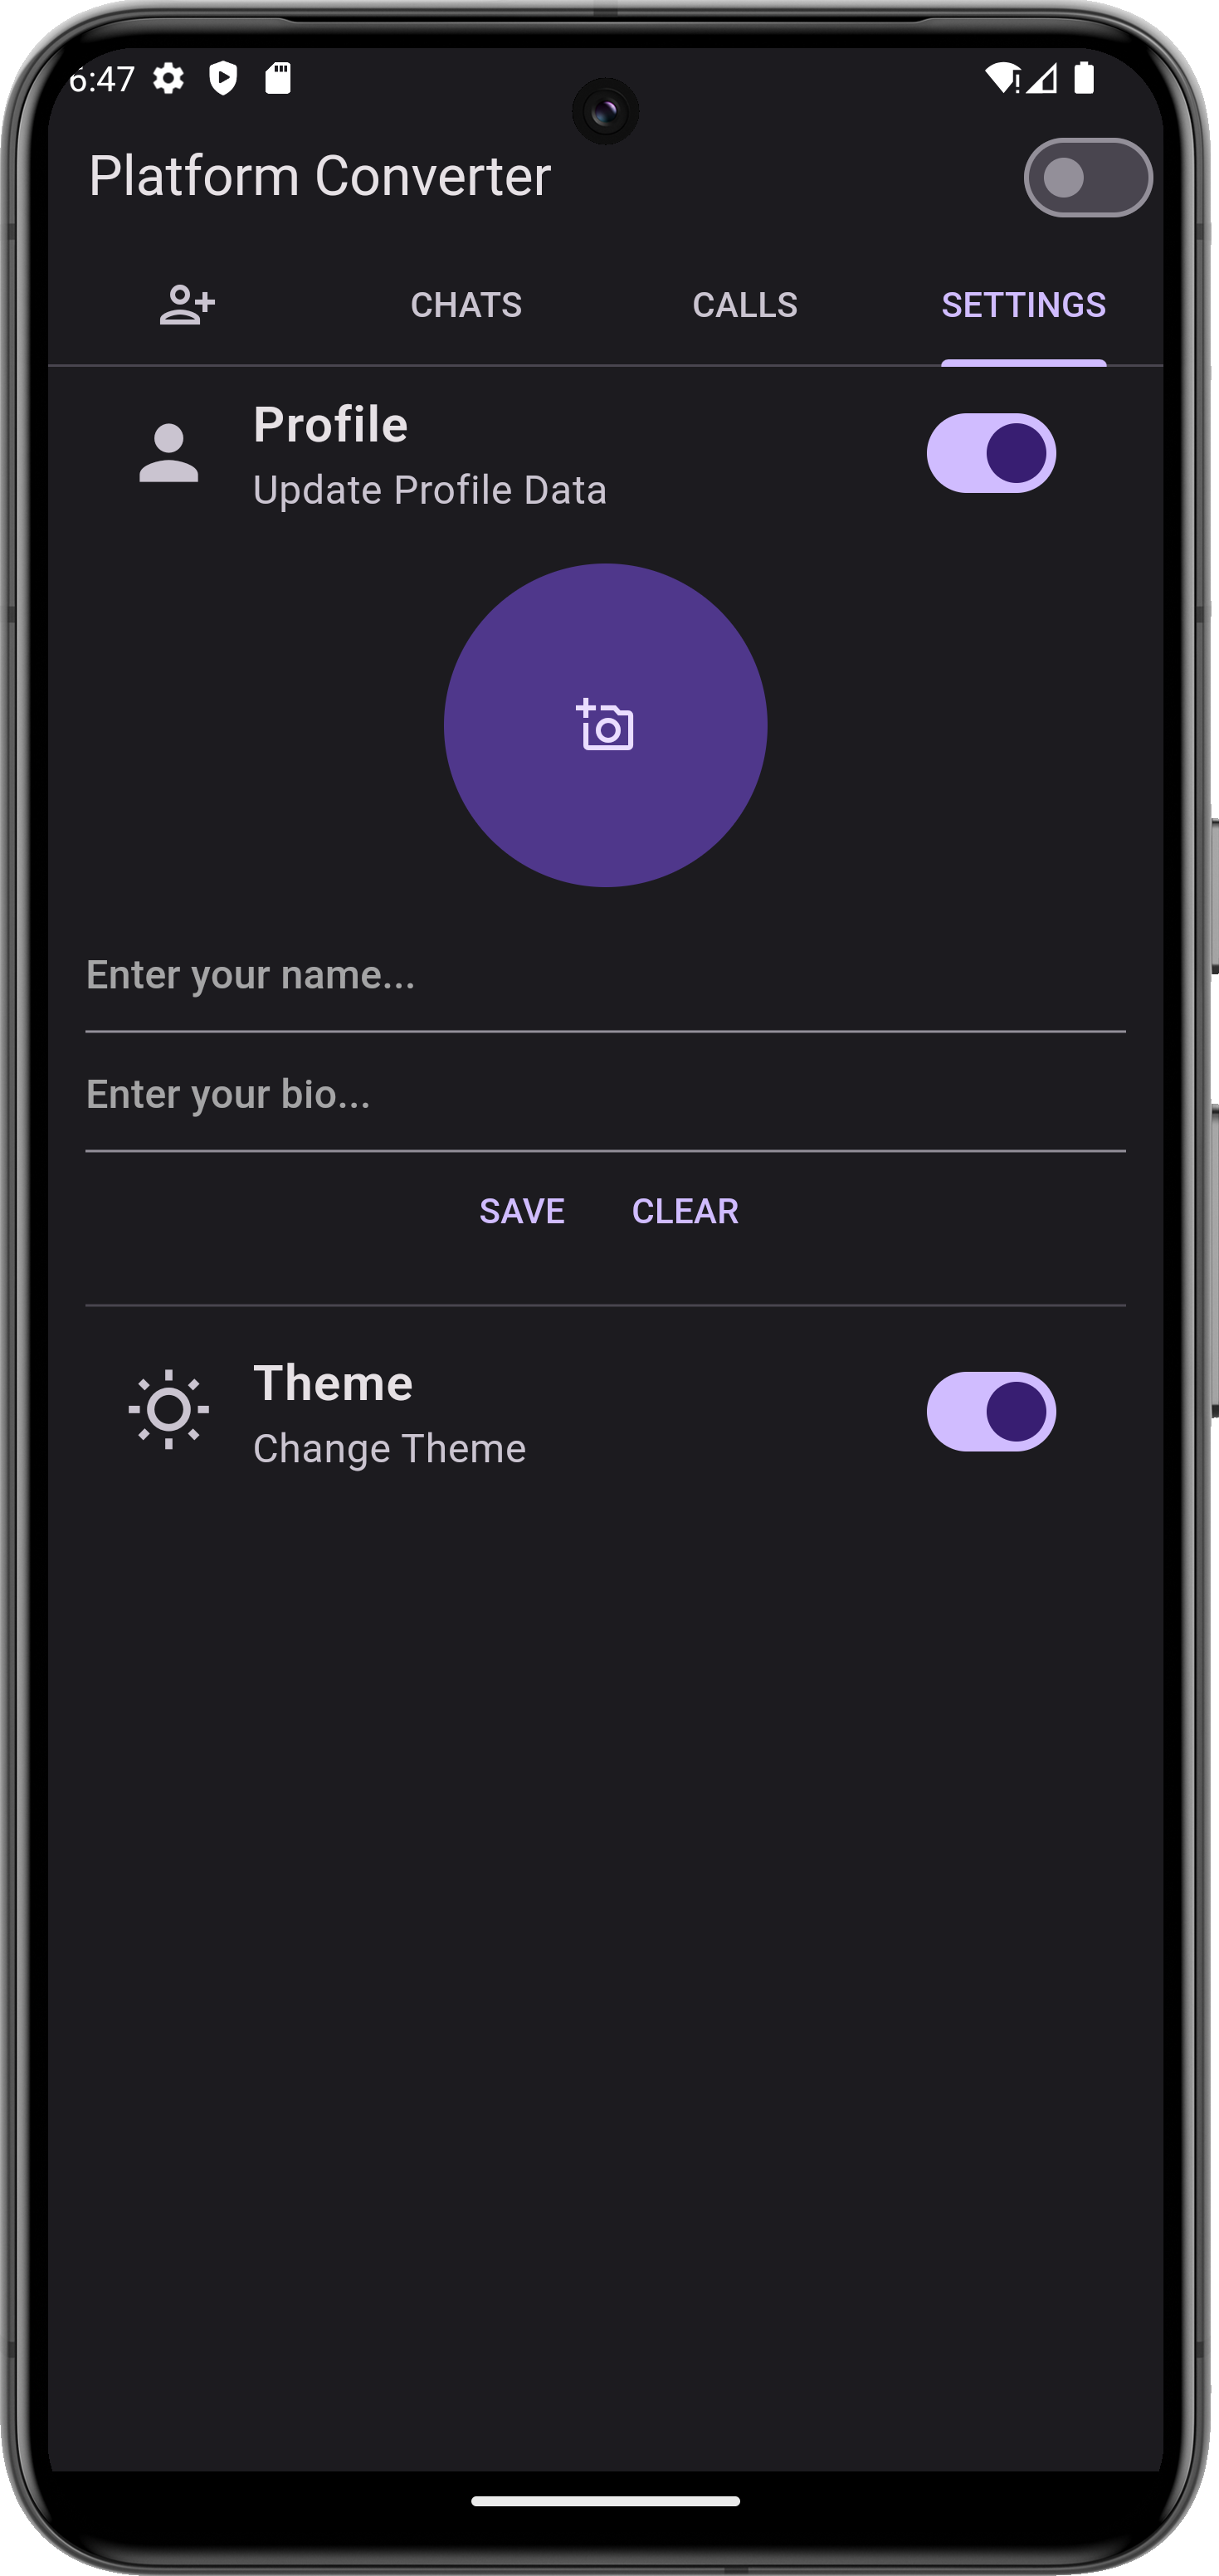 6:47
Platform Converter
CHATS CALLS SETTINGS
Profile
Update Profile Data
Enter your name...
Enter your bio...
SAVE CLEAR
Theme
Change Theme